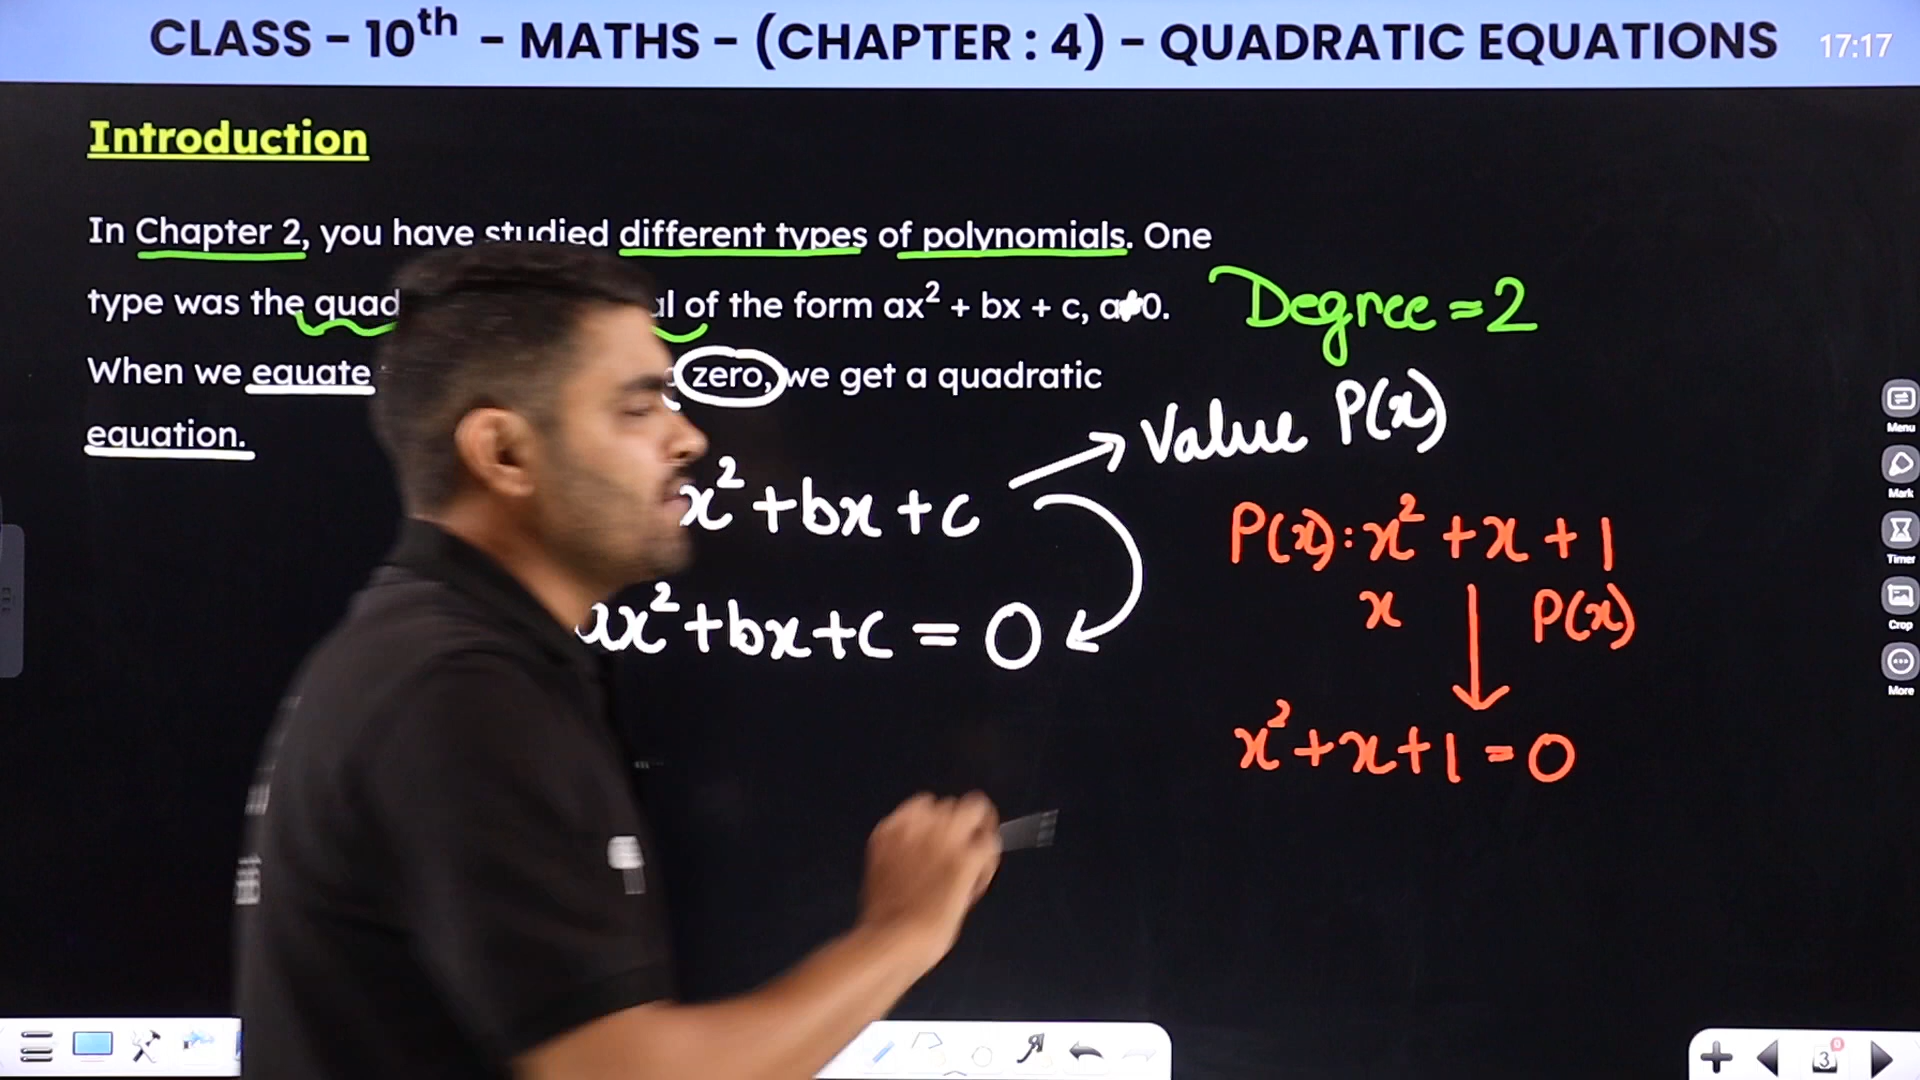 CLASS - 10th - MATHS - (CHAPTER : 4) - QUADRATIC EQUATIONS 17:17
Introduction
In Chapter 2, you have studied different types of polynomials. One
type was the quad al of the form ax² + bx + c, a≠0.
Degree = 2
When we equate zero, we get a quadratic
equation.
Value P(x)
x² + bx + c
P(x): x² + x + 1
x P(x)
ax² + bx + c = 0
x² + x + 1 = 0
Menu
Mark
Timer
Crop
More
3